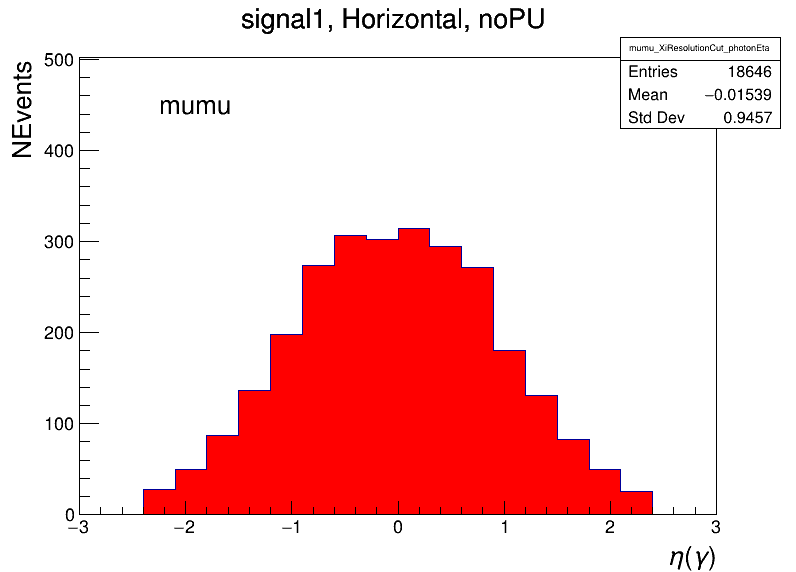 signal1, Horizontal, noPU
mumu_XiResolutionCut_photonEta
Entries 18646
Mean −0.01539
Std Dev 0.9457
NEvents
mumu
500
400
300
200
100
0
−3 −2 −1 0 1 2 3
η(γ)